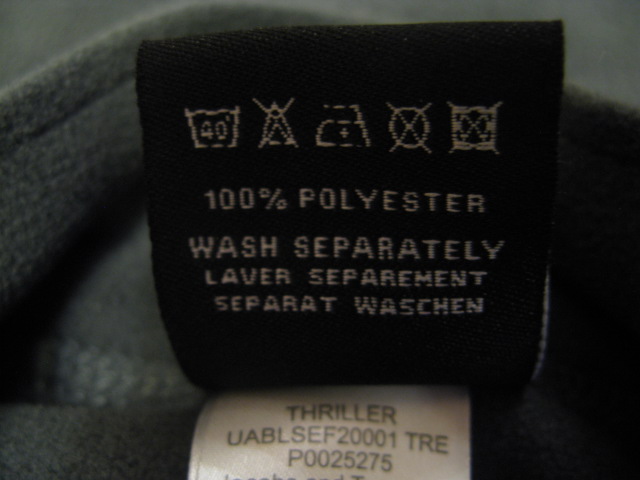 40
100% POLYESTER
WASH SEPARATELY
LAVER SEPAREMENT
SEPARAT WASCHEN
THRILLER
UABLSEF20001 TRE
P0025275